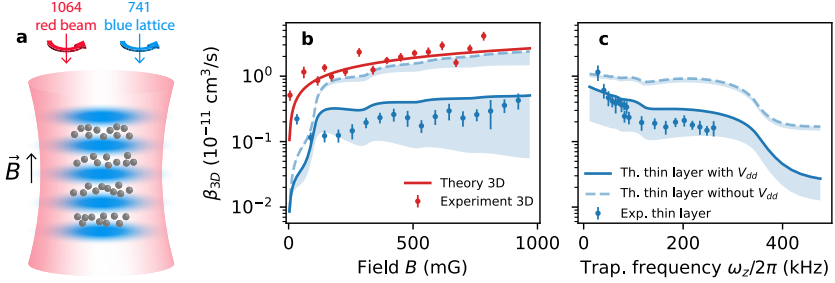 1064
red beam
741
blue lattice
a
B⃗
b
β3D (10⁻¹¹ cm³/s)
10⁰
10⁻¹
10⁻²
Theory 3D
Experiment 3D
0
500
1000
Field B (mG)
c
Th. thin layer with Vdd
Th. thin layer without Vdd
Exp. thin layer
0
200
400
Trap. frequency ωz/2π (kHz)